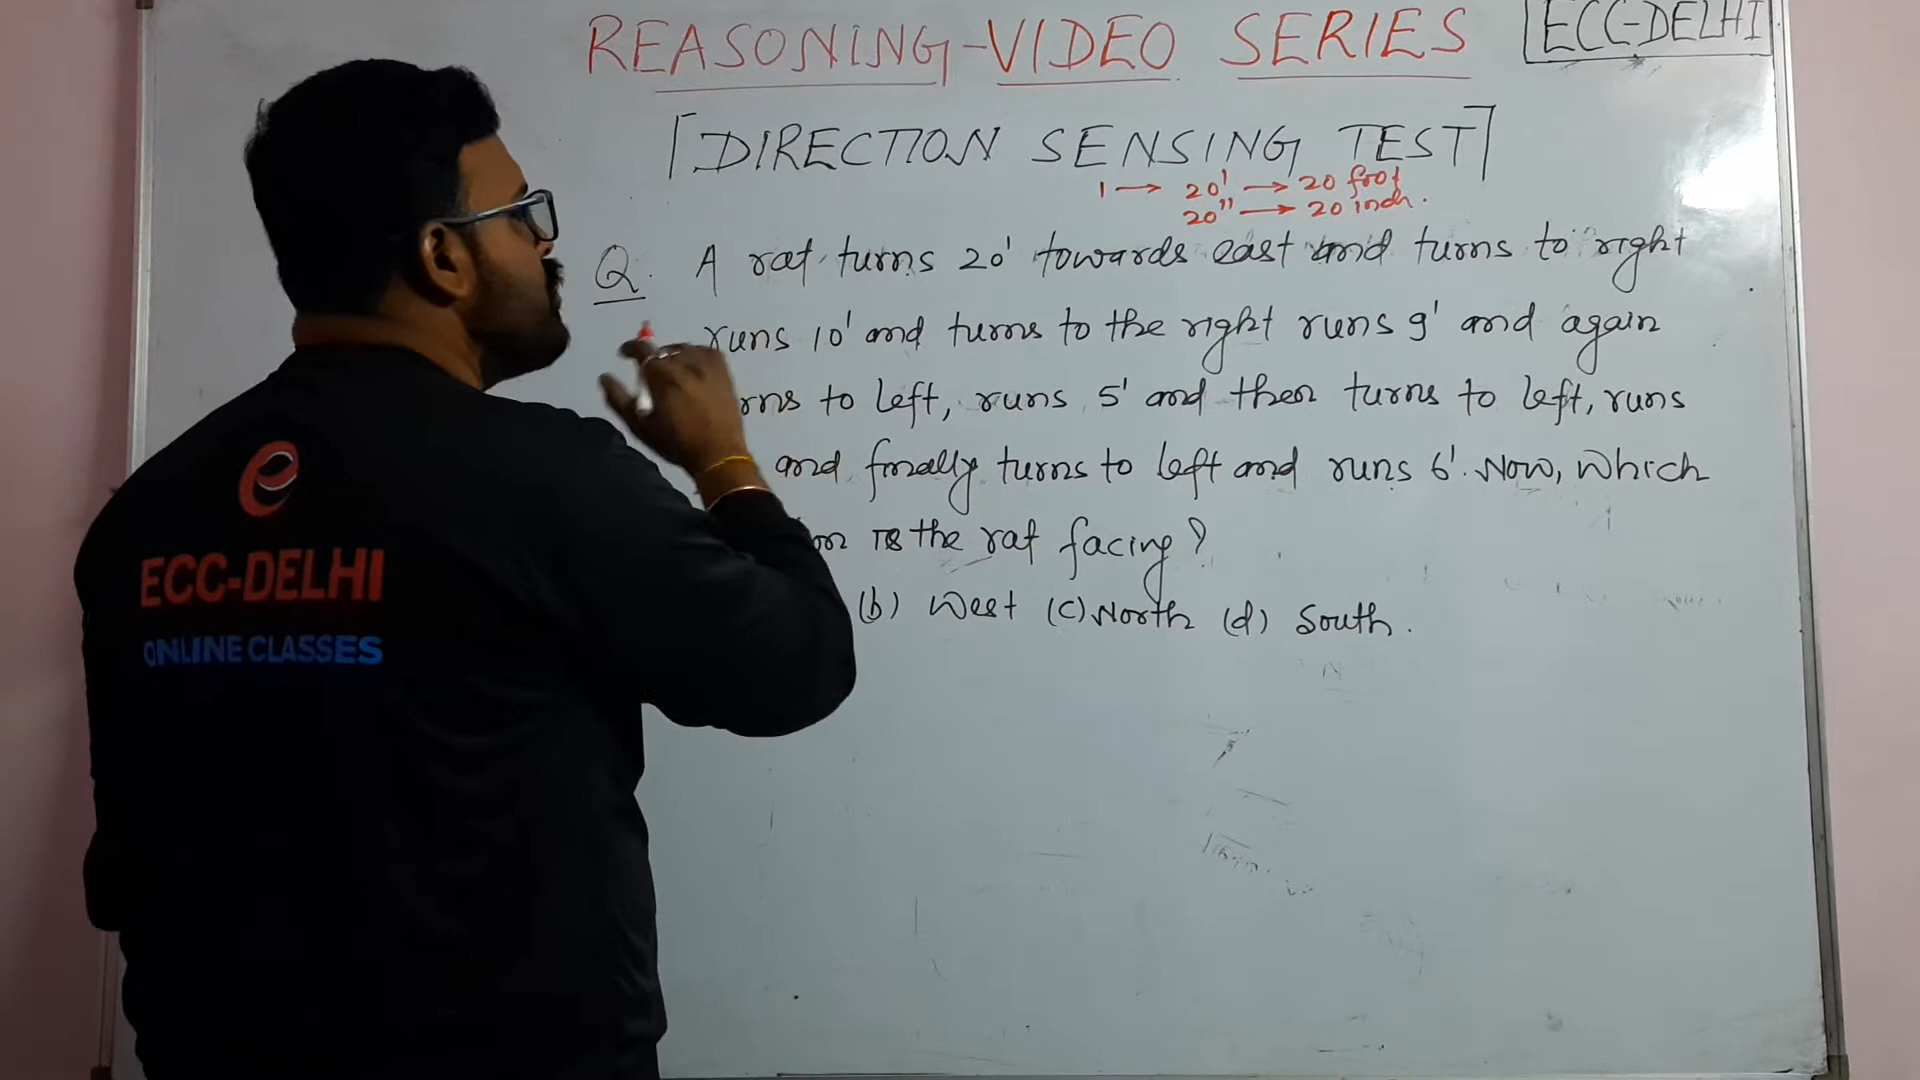 REASONING-VIDEO SERIES
ECC-DELHI
[DIRECTION SENSING TEST]
1 → 20' → 20 foot
20" → 20 inch.
Q. A rat turns 20' towards east and turns to right
runs 10' and turns to the right runs 9' and again
rns to left, runs 5' and then turns to left, runs
and finally turns to left and runs 6'. Now, which
on is the rat facing?
(b) West (c) North (d) South.
e
ECC-DELHI
ONLINE CLASSES